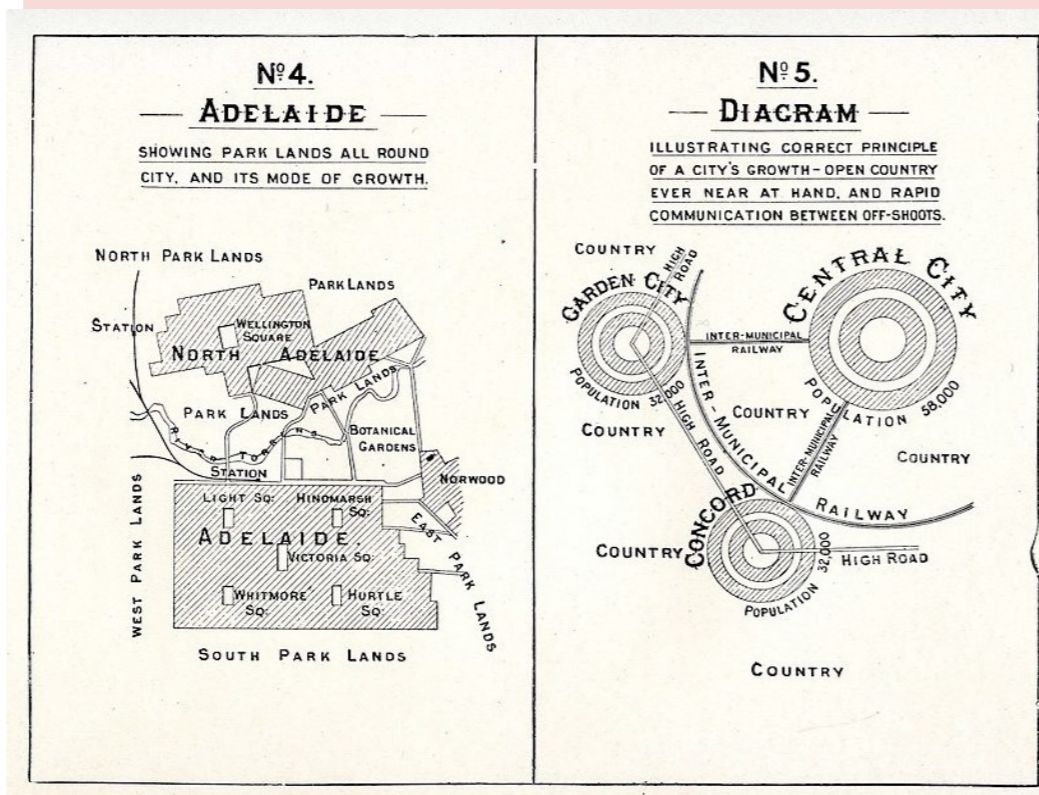 Nº 4.
ADELAIDE
SHOWING PARK LANDS ALL ROUND
CITY, AND ITS MODE OF GROWTH.
NORTH PARK LANDS
PARK LANDS
STATION
WELLINGTON
SQUARE
NORTH ADELAIDE
PARK LANDS
PARK LANDS
BOTANICAL
GARDENS
RIVER TORRENS
STATION
NORWOOD
LIGHT SQ:
HINDMARSH
SQ:
ADELAIDE.
VICTORIA SQ:
WHITMORE
SQ:
HURTLE
SQ:
WEST PARK LANDS
EAST PARK LANDS
SOUTH PARK LANDS
Nº 5.
DIAGRAM
ILLUSTRATING CORRECT PRINCIPLE
OF A CITY'S GROWTH – OPEN COUNTRY
EVER NEAR AT HAND, AND RAPID
COMMUNICATION BETWEEN OFF-SHOOTS.
COUNTRY
HIGH
ROAD
GARDEN CITY
POPULATION 32,000
CENTRAL CITY
POPULATION 58,000
INTER-MUNICIPAL
RAILWAY
INTER-MUNICIPAL RAILWAY
COUNTRY
COUNTRY
HIGH ROAD
INTER-MUNICIPAL
RAILWAY
COUNTRY
COUNTRY
CONCORD
POPULATION 32,000
HIGH ROAD
COUNTRY